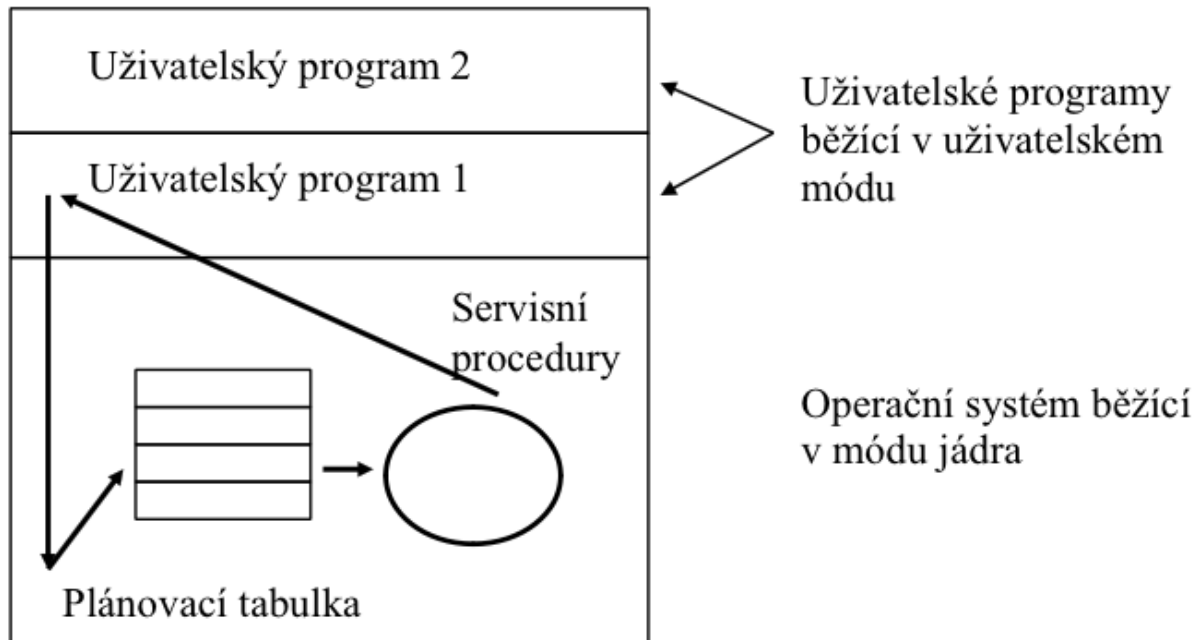 Uživatelský program 2
Uživatelský program 1
Uživatelské programy
běžící v uživatelském
módu
Servisní
procedury
Operační systém běžící
v módu jádra
Plánovací tabulka